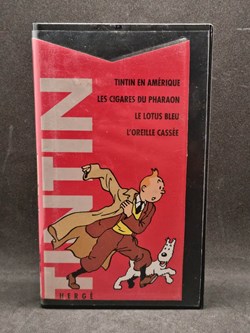 TINTIN
TINTIN EN AMÉRIQUE
LES CIGARES DU PHARAON
LE LOTUS BLEU
L'OREILLE CASSÉE
HERGÉ